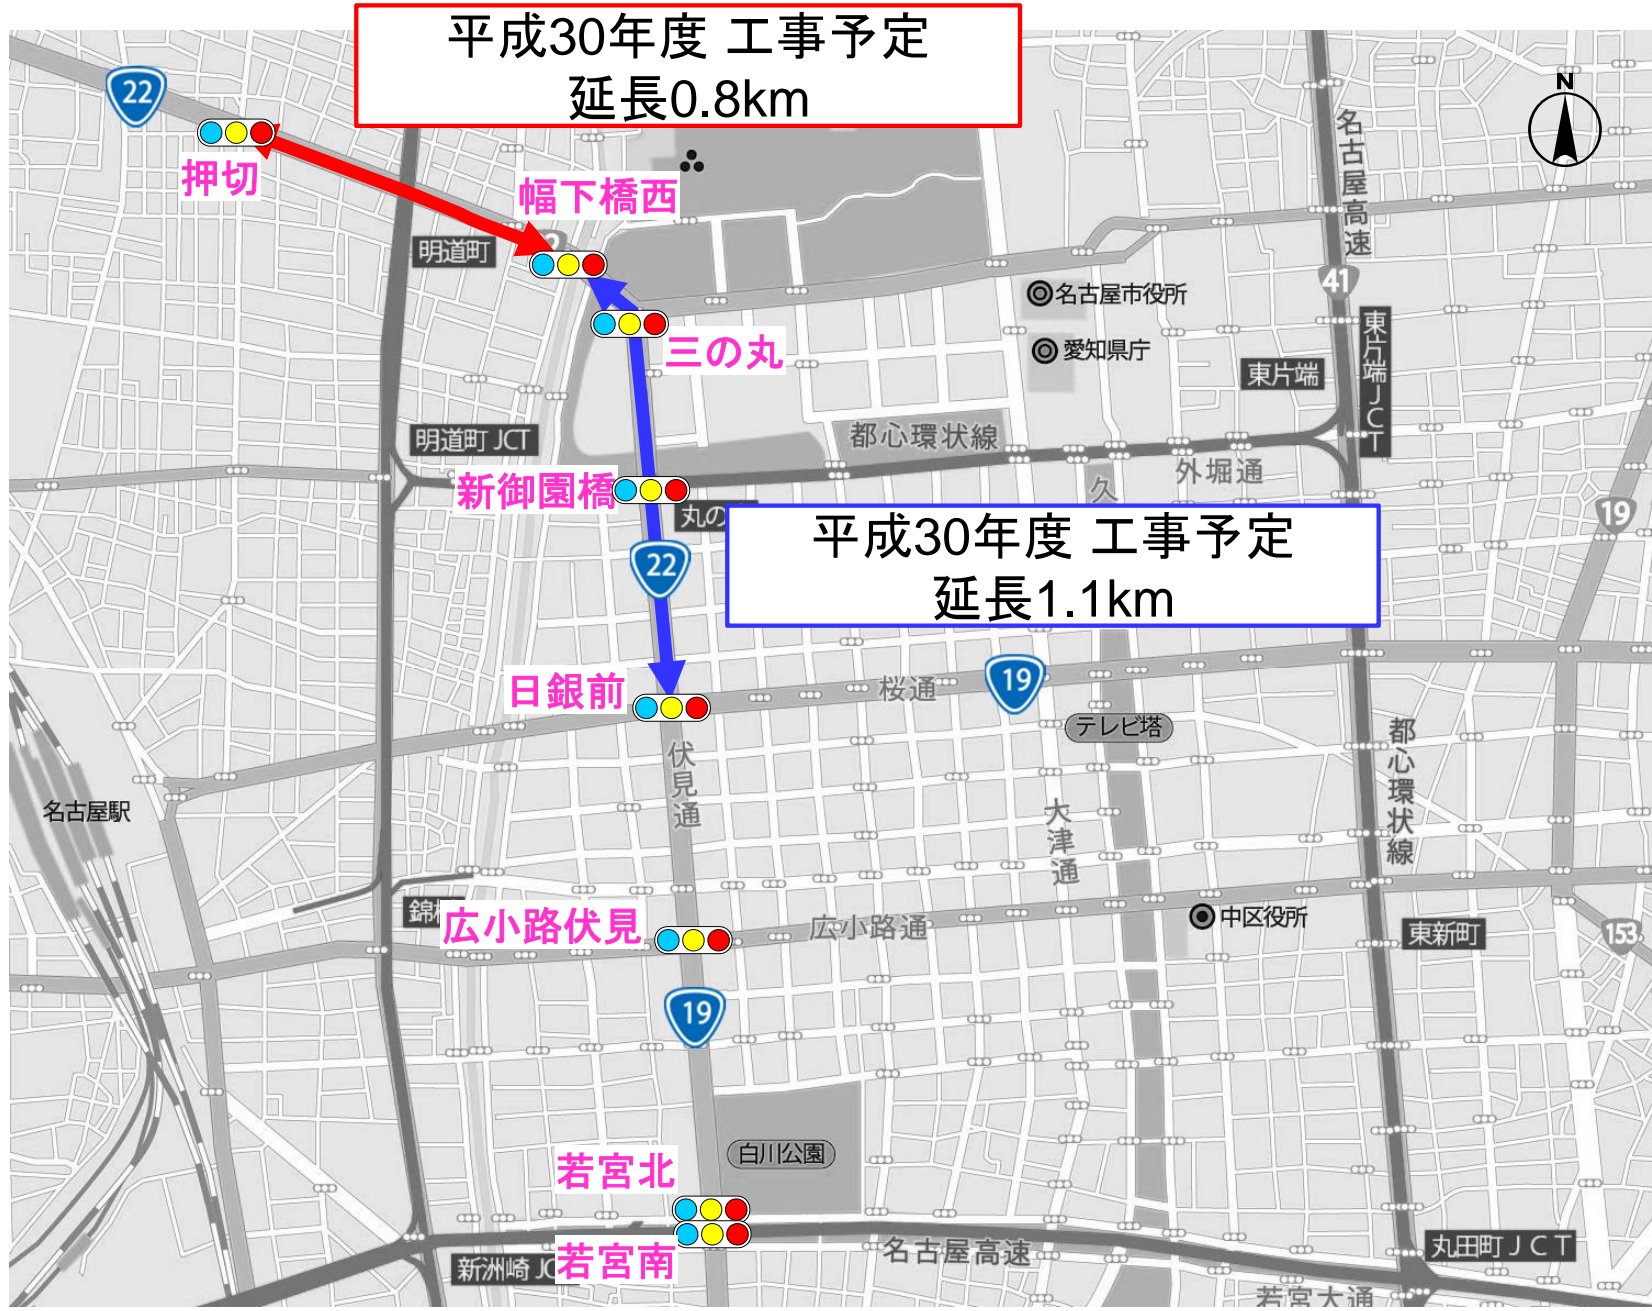 平成30年度 工事予定
延長0.8km
N
22
押切
幅下橋西
明道町
名古屋高速
41
名古屋市役所
愛知県庁
三の丸
東片端
東片端JCT
都心環状線
明道町 JCT
外堀通
新御園橋
久
丸の
19
平成30年度 工事予定
延長1.1km
22
日銀前
桜通
19
テレビ塔
伏見通
都心環状線
名古屋駅
大津通
錦
広小路伏見
広小路通
中区役所
東新町
153
19
白川公園
若宮北
若宮南
新洲崎 JC
名古屋高速
丸田町 J C T
若宮大通